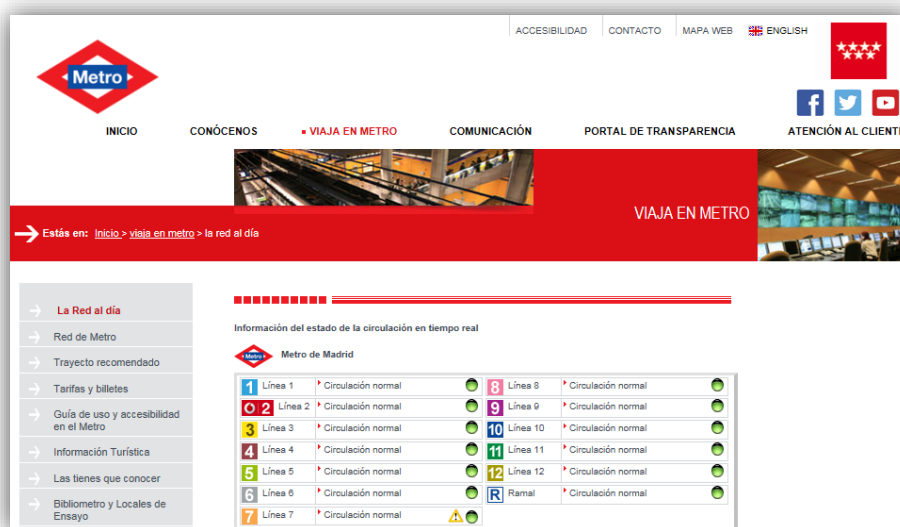 ACCESIBILIDAD CONTACTO MAPA WEB ENGLISH
Metro
INICIO CONÓCENOS VIAJA EN METRO COMUNICACIÓN PORTAL DE TRANSPARENCIA ATENCIÓN AL CLIENTE
VIAJA EN METRO
Estás en: Inicio > viaja en metro > la red al día
La Red al día
Red de Metro
Trayecto recomendado
Tarifas y billetes
Guía de uso y accesibilidad
en el Metro
Información Turística
Las tienes que conocer
Bibliometro y Locales de
Ensayo
Información del estado de la circulación en tiempo real
Metro Metro de Madrid
1 Línea 1 Circulación normal 8 Línea 8 Circulación normal
O 2 Línea 2 Circulación normal 9 Línea 9 Circulación normal
3 Línea 3 Circulación normal 10 Línea 10 Circulación normal
4 Línea 4 Circulación normal 11 Línea 11 Circulación normal
5 Línea 5 Circulación normal 12 Línea 12 Circulación normal
6 Línea 6 Circulación normal R Ramal Circulación normal
7 Línea 7 Circulación normal